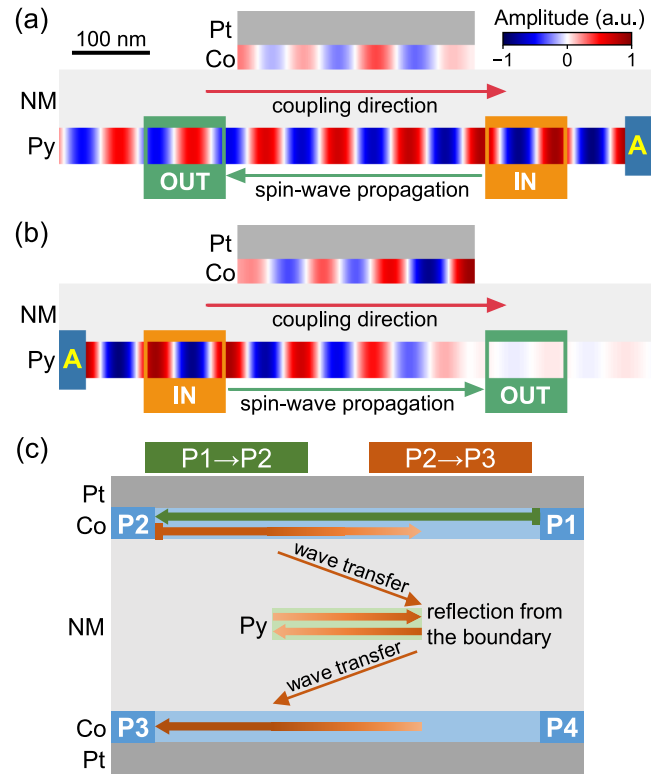 (a)
100 nm
Pt
Co
Amplitude (a.u.)
−1 0 1
NM
coupling direction
Py
A
OUT
IN
spin-wave propagation
(b)
Pt
Co
NM
coupling direction
Py
A
IN
OUT
spin-wave propagation
(c)
P1→P2
P2→P3
Pt
Co
P2
P1
wave transfer
NM
Py
reflection from
the boundary
wave transfer
Co
P3
P4
Pt